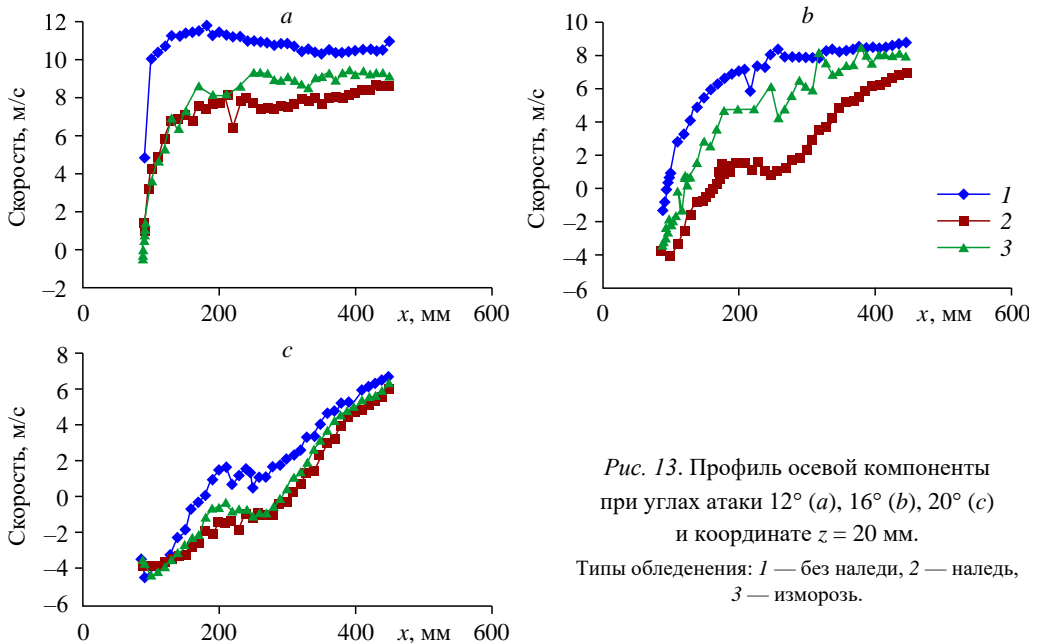 a
12
10
8
6
4
2
0
–2
Скорость, м/с
0
200
400
x, мм
600
b
10
8
6
4
2
0
–2
–4
–6
Скорость, м/с
0
200
400
x, мм
600
1
2
3
c
8
6
4
2
0
–2
–4
–6
Скорость, м/с
0
200
400
x, мм
600
Рис. 13. Профиль осевой компоненты
при углах атаки 12° (a), 16° (b), 20° (c)
и координате z = 20 мм.
Типы обледенения: 1 — без наледи, 2 — наледь,
3 — изморозь.